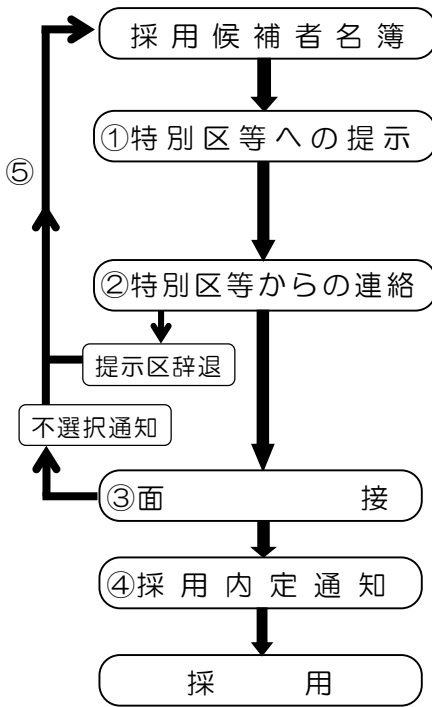 採用候補者名簿
①特別区等への提示
⑤
②特別区等からの連絡
提示区辞退
不選択通知
③面接
④採用内定通知
採用